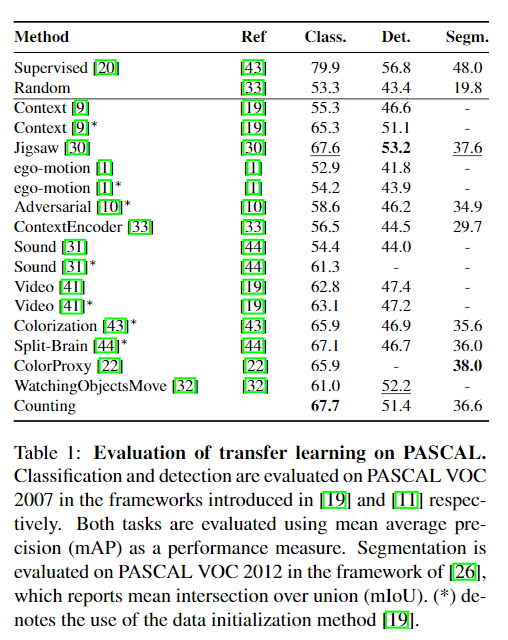 Method Ref Class. Det. Segm.
Supervised [20] [43] 79.9 56.8 48.0
Random [33] 53.3 43.4 19.8
Context [9] [19] 55.3 46.6 -
Context [9]* [19] 65.3 51.1 -
Jigsaw [30] [30] 67.6 53.2 37.6
ego-motion [1] [1] 52.9 41.8 -
ego-motion [1]* [1] 54.2 43.9 -
Adversarial [10]* [10] 58.6 46.2 34.9
ContextEncoder [33] [33] 56.5 44.5 29.7
Sound [31] [44] 54.4 44.0 -
Sound [31]* [44] 61.3 - -
Video [41] [19] 62.8 47.4 -
Video [41]* [19] 63.1 47.2 -
Colorization [43]* [43] 65.9 46.9 35.6
Split-Brain [44]* [44] 67.1 46.7 36.0
ColorProxy [22] [22] 65.9 - 38.0
WatchingObjectsMove [32] [32] 61.0 52.2 -
Counting 67.7 51.4 36.6
Table 1: Evaluation of transfer learning on PASCAL.
Classification and detection are evaluated on PASCAL VOC
2007 in the frameworks introduced in [19] and [11] respec-
tively. Both tasks are evaluated using mean average pre-
cision (mAP) as a performance measure. Segmentation is
evaluated on PASCAL VOC 2012 in the framework of [26],
which reports mean intersection over union (mIoU). (*) de-
notes the use of the data initialization method [19].